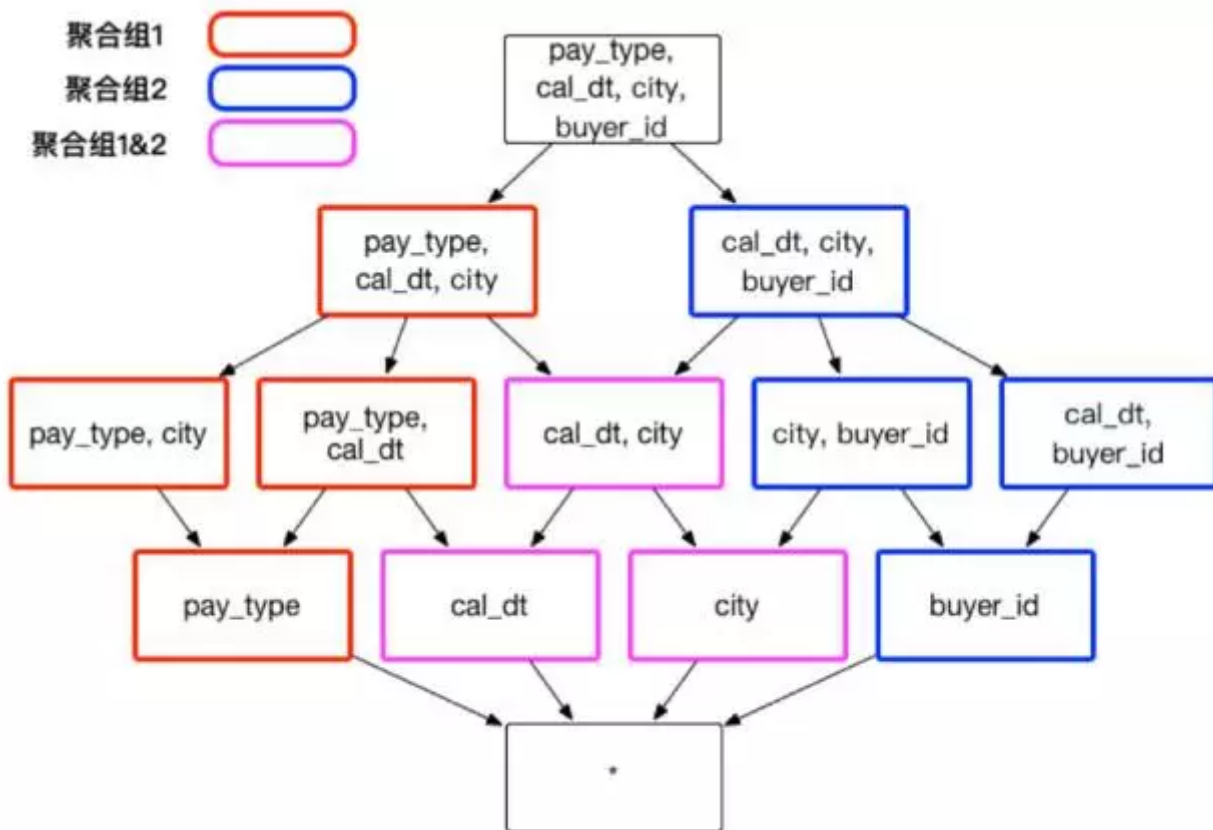 聚合组1
聚合组2
聚合组1&2
pay_type,
cal_dt, city,
buyer_id
pay_type,
cal_dt, city
cal_dt, city,
buyer_id
pay_type, city
pay_type,
cal_dt
cal_dt, city
city, buyer_id
cal_dt,
buyer_id
pay_type
cal_dt
city
buyer_id
*